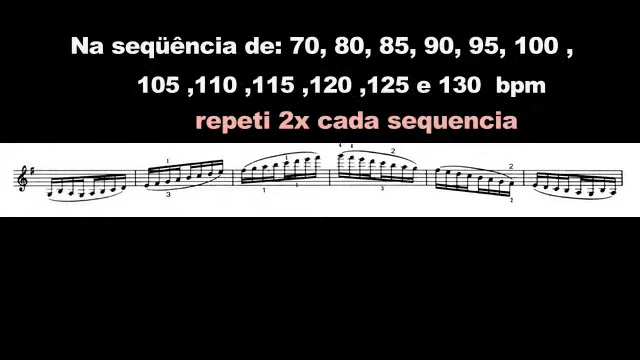 Na seqüência de: 70, 80, 85, 90, 95, 100 ,
105 ,110 ,115 ,120 ,125 e 130 bpm
repeti 2x cada sequencia